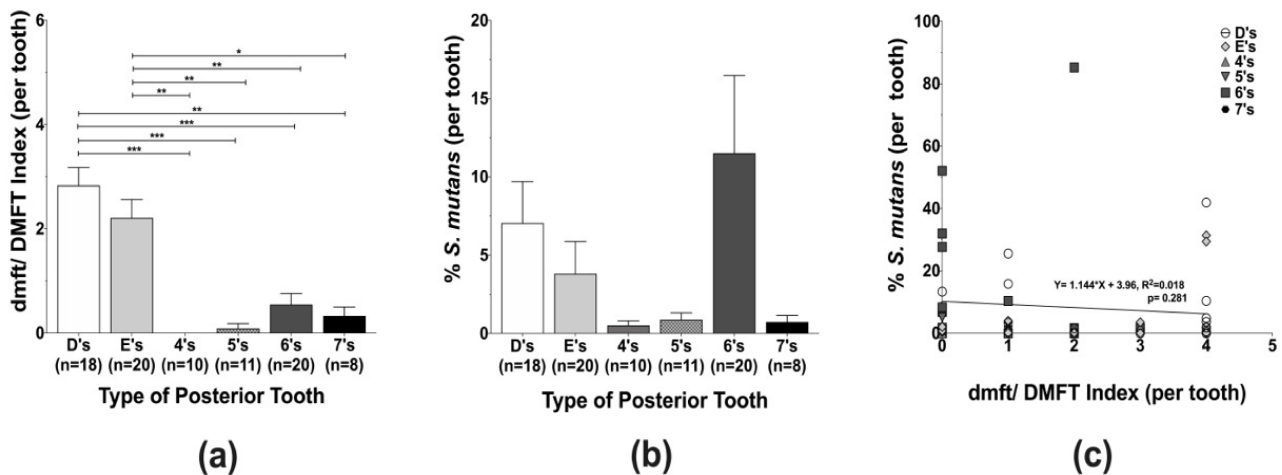 dmft/ DMFT Index (per tooth)
6
4
2
0
*
**
**
**
**
***
***
***
D's E's 4's 5's 6's 7's
(n=18) (n=20) (n=10) (n=11) (n=20) (n=8)
Type of Posterior Tooth
(a)
% S. mutans (per tooth)
20
15
10
5
0
D's E's 4's 5's 6's 7's
(n=18) (n=20) (n=10) (n=11) (n=20) (n=8)
Type of Posterior Tooth
(b)
% S. mutans (per tooth)
100
80
60
40
20
0
D's
E's
4's
5's
6's
7's
Y= 1.144*X + 3.96, R²=0.018
p= 0.281
0 1 2 3 4 5
dmft/ DMFT Index (per tooth)
(c)